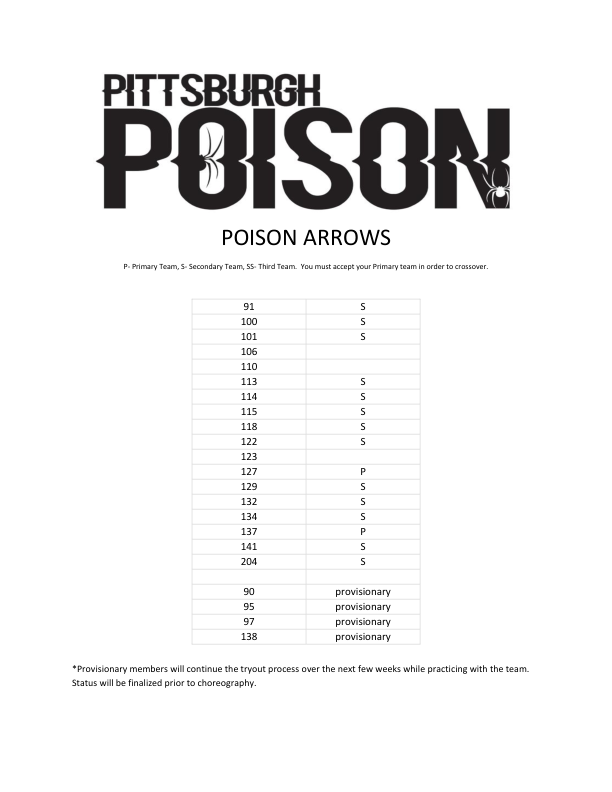 PITTSBURGH
POISON
POISON ARROWS
P- Primary Team, S- Secondary Team, SS- Third Team.  You must accept your Primary team in order to crossover.
91 S
100 S
101 S
106
110
113 S
114 S
115 S
118 S
122 S
123
127 P
129 S
132 S
134 S
137 P
141 S
204 S
90 provisionary
95 provisionary
97 provisionary
138 provisionary
*Provisionary members will continue the tryout process over the next few weeks while practicing with the team.
Status will be finalized prior to choreography.